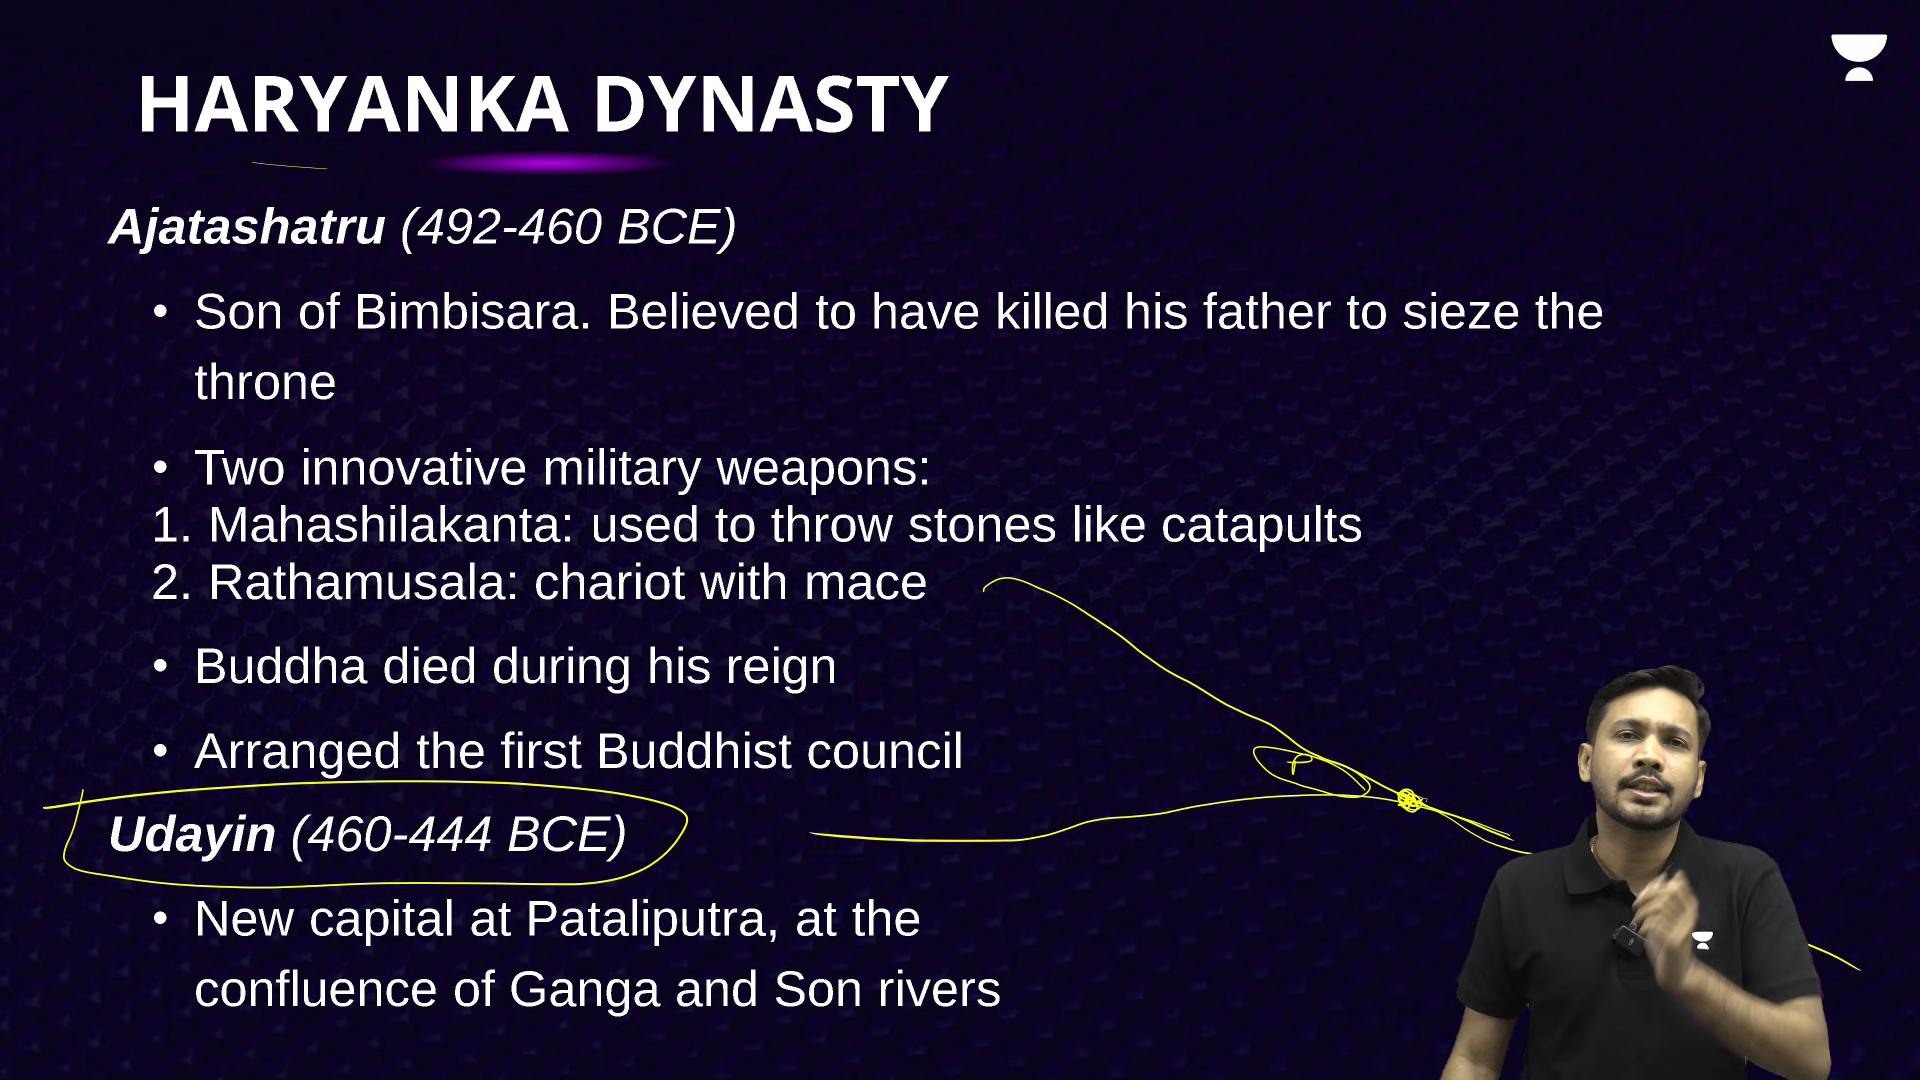 HARYANKA DYNASTY
Ajatashatru (492-460 BCE)
• Son of Bimbisara. Believed to have killed his father to sieze the
throne
• Two innovative military weapons:
1. Mahashilakanta: used to throw stones like catapults
2. Rathamusala: chariot with mace
• Buddha died during his reign
• Arranged the first Buddhist council
P
Udayin (460-444 BCE)
• New capital at Pataliputra, at the
confluence of Ganga and Son rivers